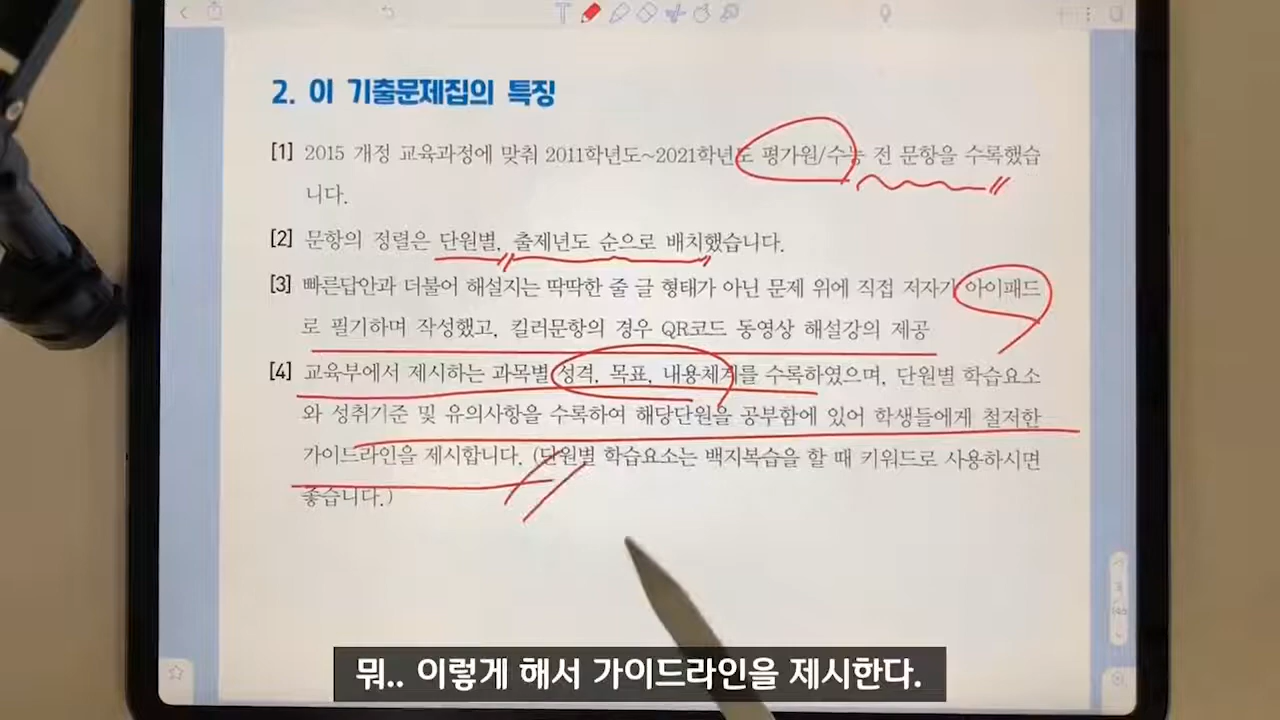 2. 이 기출문제집의 특징
[1] 2015 개정 교육과정에 맞춰 2011학년도~2021학년도 평가원/수능 전 문항을 수록했습
니다.
[2] 문항의 정렬은 단원별, 출제년도 순으로 배치했습니다.
[3] 빠른답안과 더불어 해설지는 딱딱한 줄 글 형태가 아닌 문제 위에 직접 저자가 아이패드
로 필기하며 작성했고, 킬러문항의 경우 QR코드 동영상 해설강의 제공
[4] 교육부에서 제시하는 과목별 성격, 목표, 내용체계를 수록하였으며, 단원별 학습요소
와 성취기준 및 유의사항을 수록하여 해당단원을 공부함에 있어 학생들에게 철저한
가이드라인을 제시합니다. (단원별 학습요소는 백지복습을 할 때 키워드로 사용하시면
좋습니다.)
뭐.. 이렇게 해서 가이드라인을 제시한다.